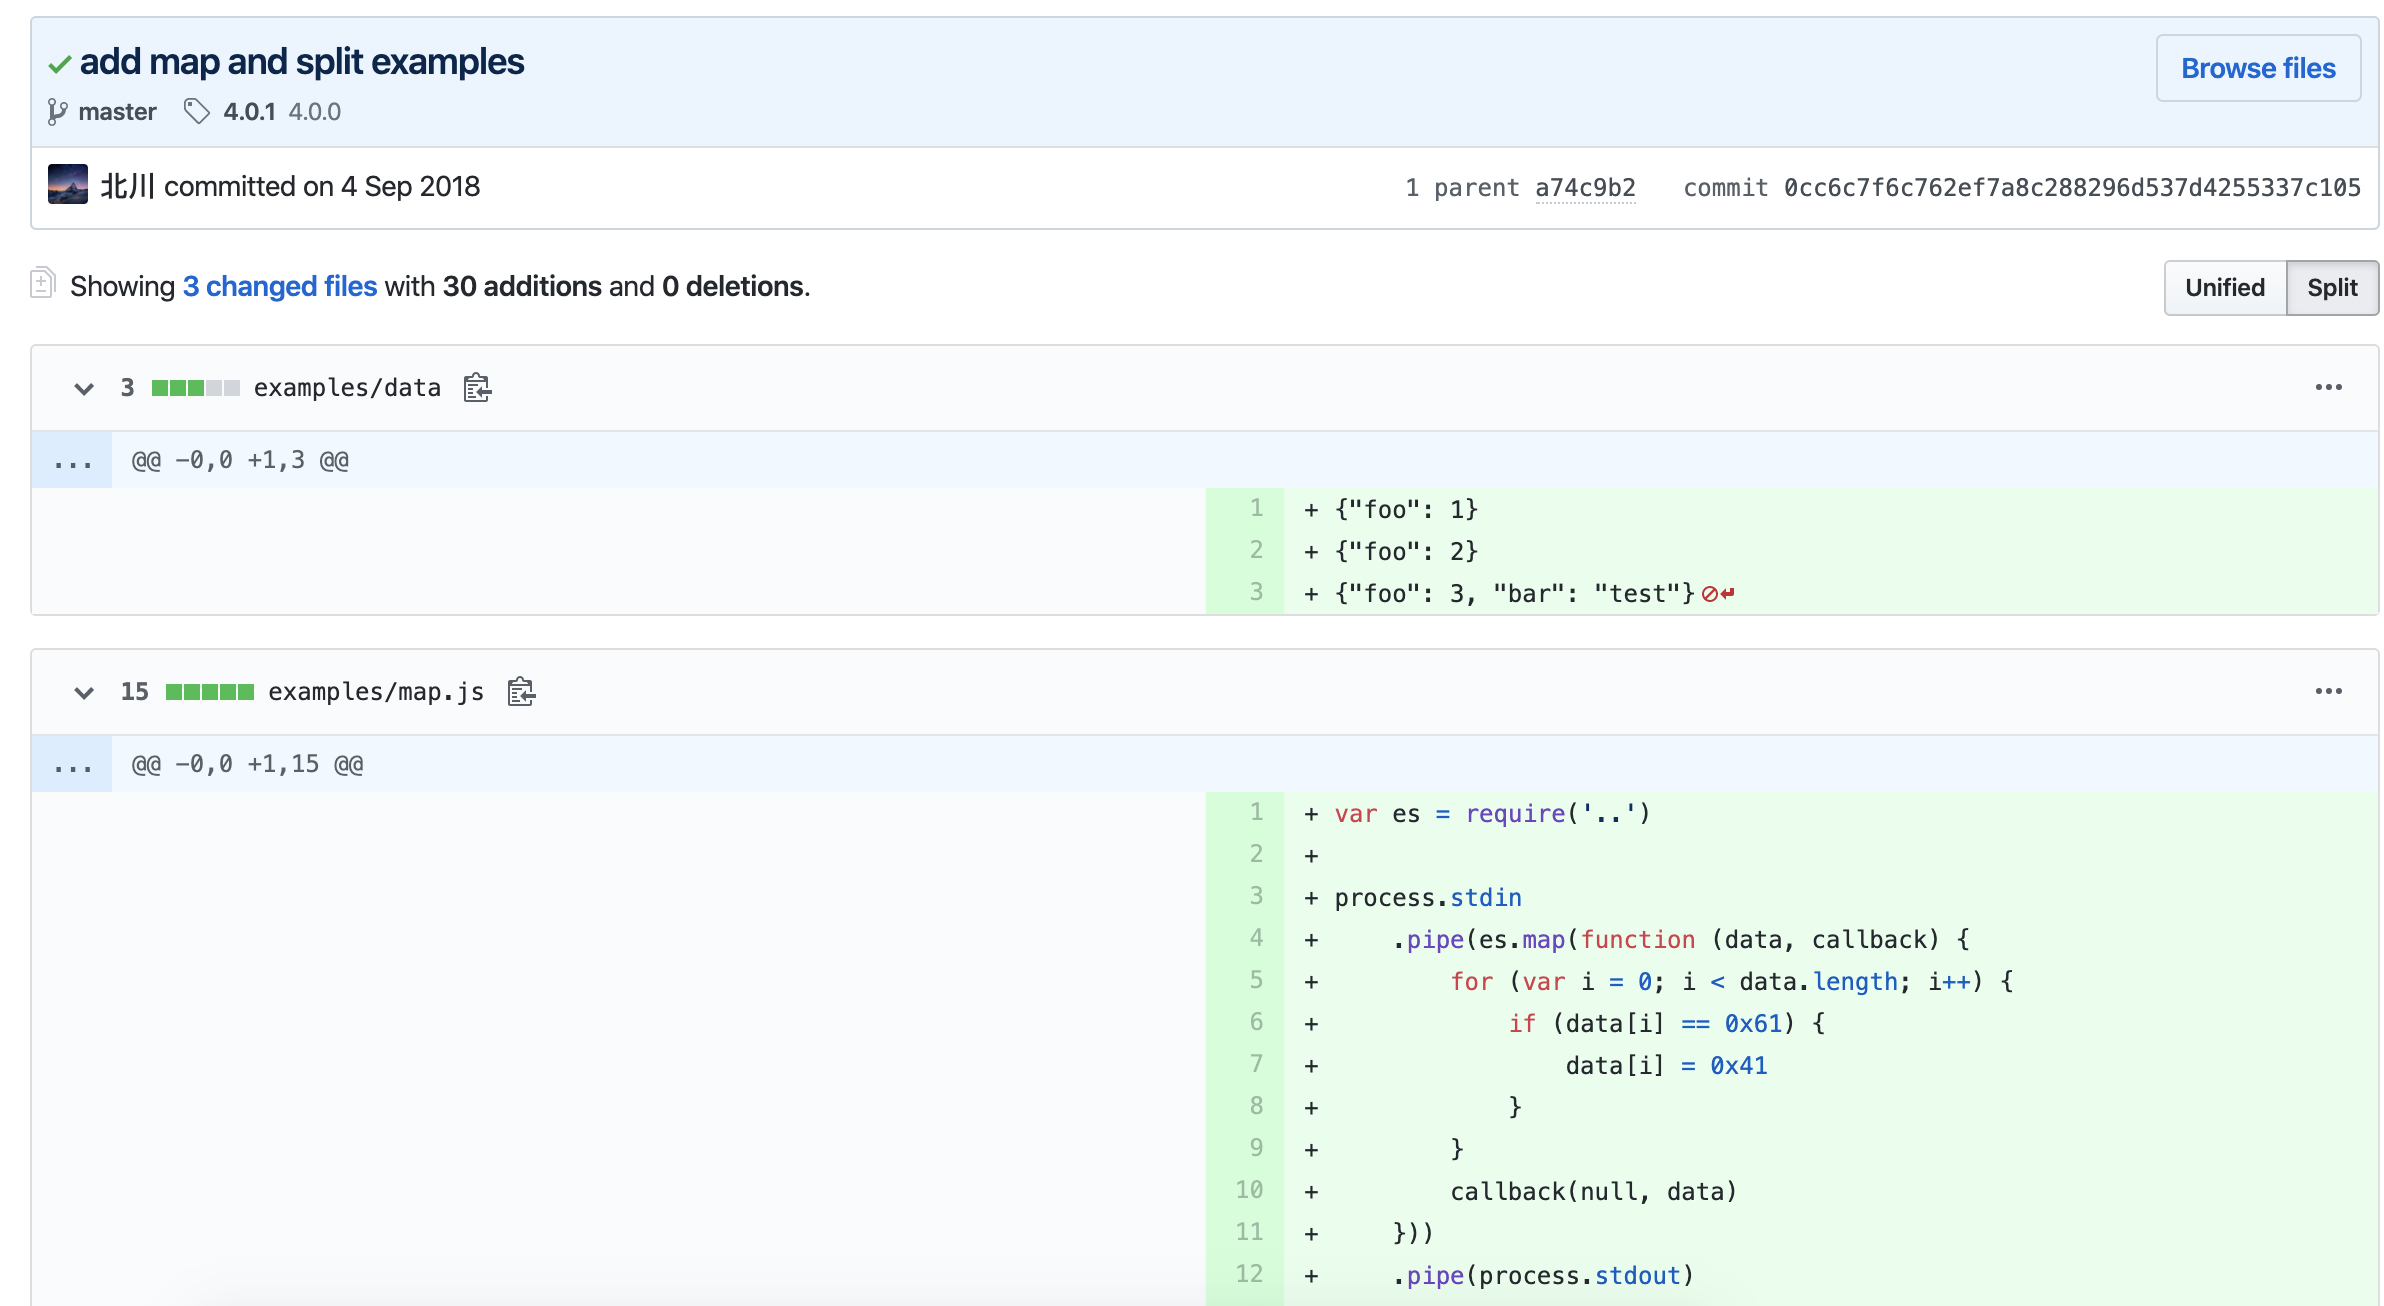 add map and split examples
Browse files
master 4.0.1 4.0.0
北川 committed on 4 Sep 2018
1 parent a74c9b2 commit 0cc6c7f6c762ef7a8c288296d537d4255337c105
Showing 3 changed files with 30 additions and 0 deletions.
Unified Split
3 examples/data
... @@ -0,0 +1,3 @@
1 + {"foo": 1}
2 + {"foo": 2}
3 + {"foo": 3, "bar": "test"}
15 examples/map.js
... @@ -0,0 +1,15 @@
1 + var es = require('..')
2 +
3 + process.stdin
4 +     .pipe(es.map(function (data, callback) {
5 +         for (var i = 0; i < data.length; i++) {
6 +             if (data[i] == 0x61) {
7 +                 data[i] = 0x41
8 +             }
9 +         }
10 +         callback(null, data)
11 +     }))
12 +     .pipe(process.stdout)